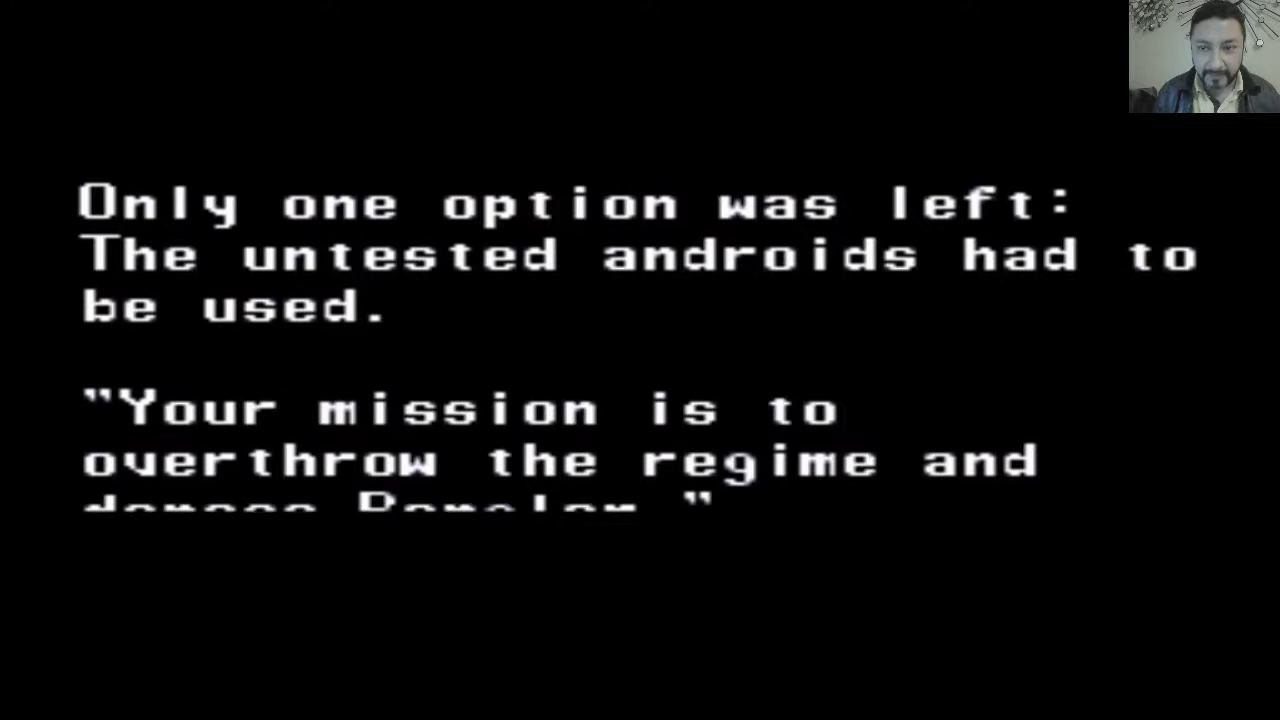 Only one option was left:
The untested androids had to
be used.
"Your mission is to
overthrow the regime and
"